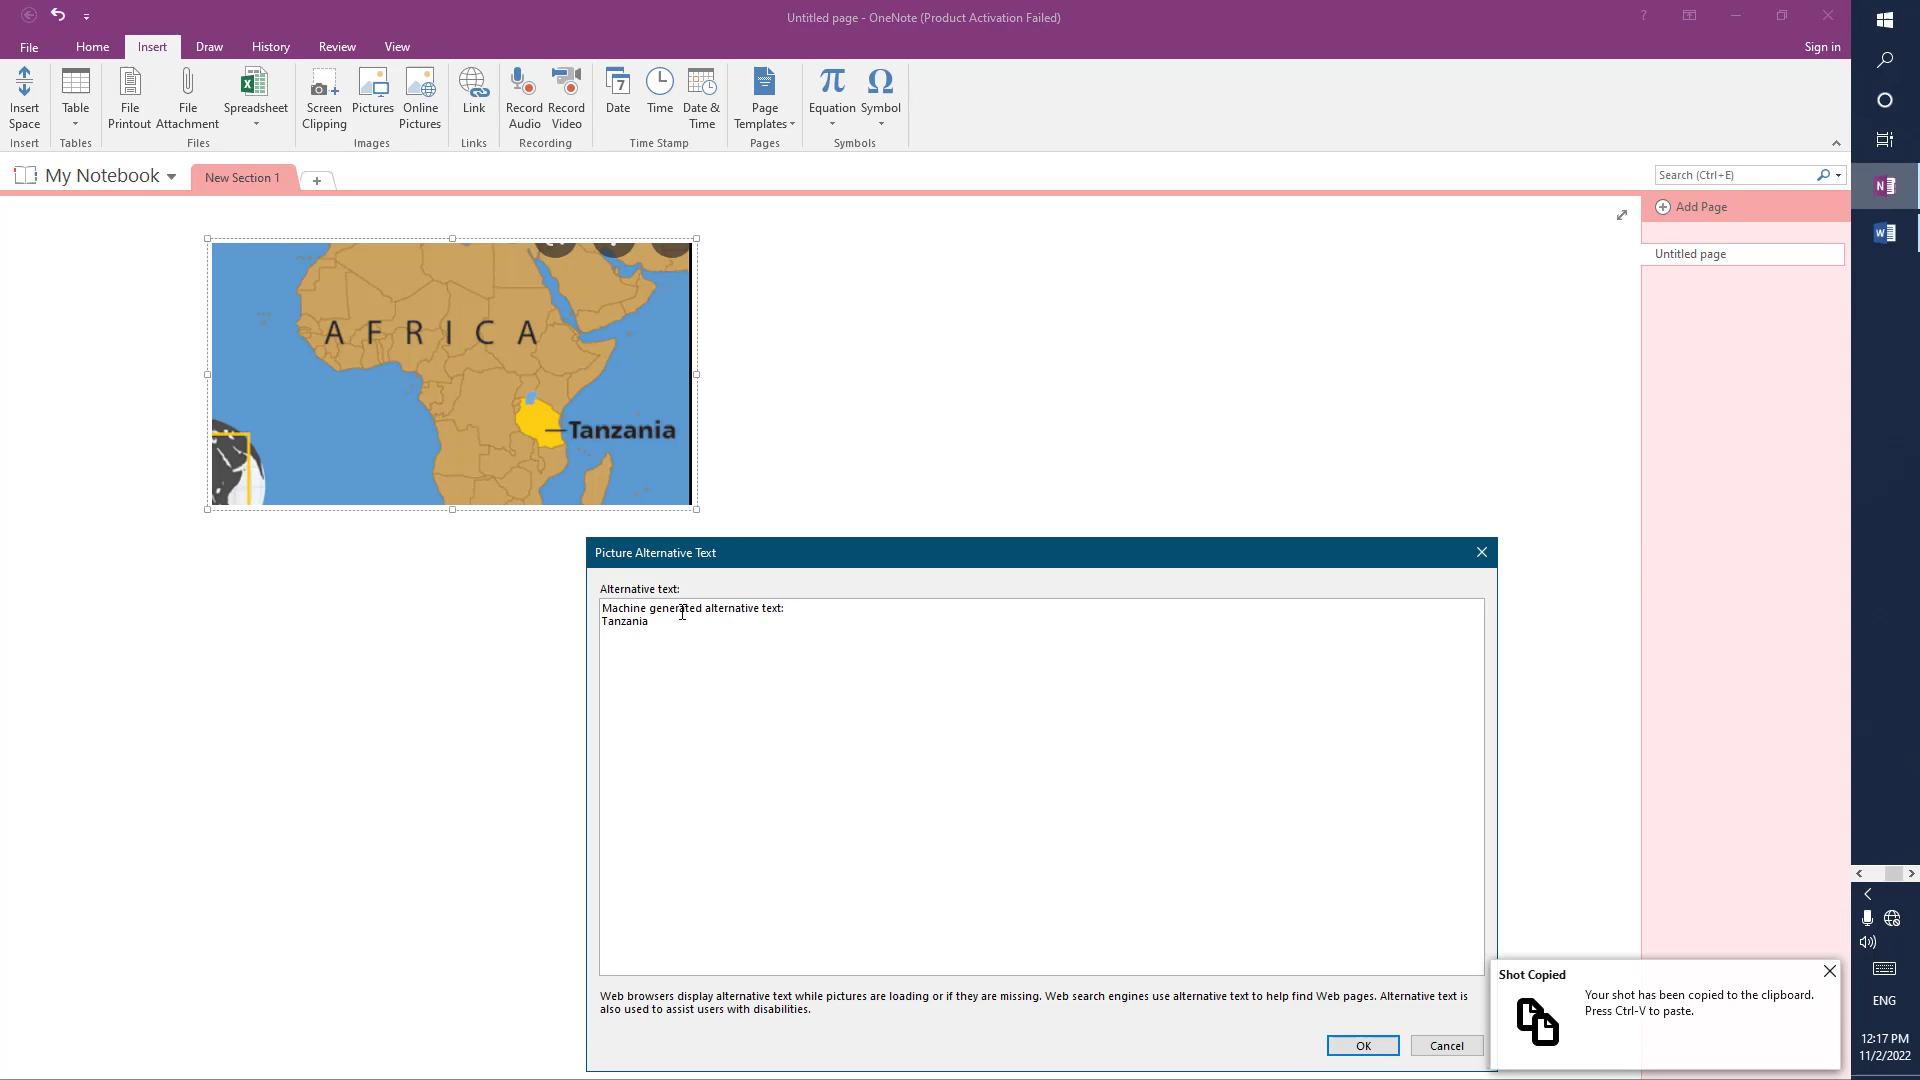 Untitled page - OneNote (Product Activation Failed)
?
File
Home
Insert
Draw
History
Review
View
Sign in
Insert
Space
Table
File
Printout
File
Attachment
Spreadsheet
Screen
Clipping
Pictures
Online
Pictures
Link
Record
Audio
Record
Video
7
Date
Time
Date &
Time
Page
Templates
π
Equation
Ω
Symbol
Insert
Tables
Files
Images
Links
Recording
Time Stamp
Pages
Symbols
My Notebook
New Section 1
+
Search (Ctrl+E)
Add Page
Untitled page
AFRICA
Tanzania
Picture Alternative Text
Alternative text:
Machine generated alternative text:
Tanzania
Web browsers display alternative text while pictures are loading or if they are missing. Web search engines use alternative text to help find Web pages. Alternative text is
also used to assist users with disabilities.
OK
Cancel
Shot Copied
Your shot has been copied to the clipboard.
Press Ctrl-V to paste.
N
W
ENG
12:17 PM
11/2/2022